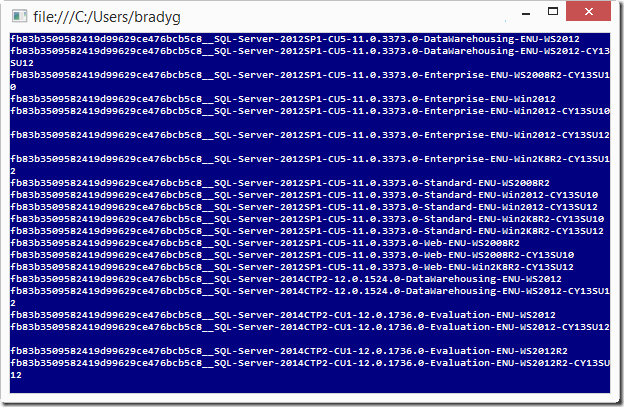 file:///C:/Users/bradyg
fb83b3509582419d99629ce476bcb5c8__SQL-Server-2012SP1-CU5-11.0.3373.0-DataWarehousing-ENU-WS2012
fb83b3509582419d99629ce476bcb5c8__SQL-Server-2012SP1-CU5-11.0.3373.0-DataWarehousing-ENU-WS2012-CY13
SU12
fb83b3509582419d99629ce476bcb5c8__SQL-Server-2012SP1-CU5-11.0.3373.0-Enterprise-ENU-WS2008R2-CY13SU1
0
fb83b3509582419d99629ce476bcb5c8__SQL-Server-2012SP1-CU5-11.0.3373.0-Enterprise-ENU-Win2012
fb83b3509582419d99629ce476bcb5c8__SQL-Server-2012SP1-CU5-11.0.3373.0-Enterprise-ENU-Win2012-CY13SU10
fb83b3509582419d99629ce476bcb5c8__SQL-Server-2012SP1-CU5-11.0.3373.0-Enterprise-ENU-Win2012-CY13SU12
fb83b3509582419d99629ce476bcb5c8__SQL-Server-2012SP1-CU5-11.0.3373.0-Enterprise-ENU-Win2K8R2-CY13SU1
2
fb83b3509582419d99629ce476bcb5c8__SQL-Server-2012SP1-CU5-11.0.3373.0-Standard-ENU-WS2008R2
fb83b3509582419d99629ce476bcb5c8__SQL-Server-2012SP1-CU5-11.0.3373.0-Standard-ENU-Win2012-CY13SU10
fb83b3509582419d99629ce476bcb5c8__SQL-Server-2012SP1-CU5-11.0.3373.0-Standard-ENU-Win2012-CY13SU12
fb83b3509582419d99629ce476bcb5c8__SQL-Server-2012SP1-CU5-11.0.3373.0-Standard-ENU-Win2K8R2-CY13SU10
fb83b3509582419d99629ce476bcb5c8__SQL-Server-2012SP1-CU5-11.0.3373.0-Standard-ENU-Win2K8R2-CY13SU12
fb83b3509582419d99629ce476bcb5c8__SQL-Server-2012SP1-CU5-11.0.3373.0-Web-ENU-WS2008R2
fb83b3509582419d99629ce476bcb5c8__SQL-Server-2012SP1-CU5-11.0.3373.0-Web-ENU-WS2008R2-CY13SU10
fb83b3509582419d99629ce476bcb5c8__SQL-Server-2012SP1-CU5-11.0.3373.0-Web-ENU-Win2K8R2-CY13SU12
fb83b3509582419d99629ce476bcb5c8__SQL-Server-2014CTP2-12.0.1524.0-DataWarehousing-ENU-WS2012
fb83b3509582419d99629ce476bcb5c8__SQL-Server-2014CTP2-12.0.1524.0-DataWarehousing-ENU-WS2012-CY13SU1
2
fb83b3509582419d99629ce476bcb5c8__SQL-Server-2014CTP2-CU1-12.0.1736.0-Evaluation-ENU-WS2012
fb83b3509582419d99629ce476bcb5c8__SQL-Server-2014CTP2-CU1-12.0.1736.0-Evaluation-ENU-WS2012-CY13SU12
fb83b3509582419d99629ce476bcb5c8__SQL-Server-2014CTP2-CU1-12.0.1736.0-Evaluation-ENU-WS2012R2
fb83b3509582419d99629ce476bcb5c8__SQL-Server-2014CTP2-CU1-12.0.1736.0-Evaluation-ENU-WS2012R2-CY13SU
12